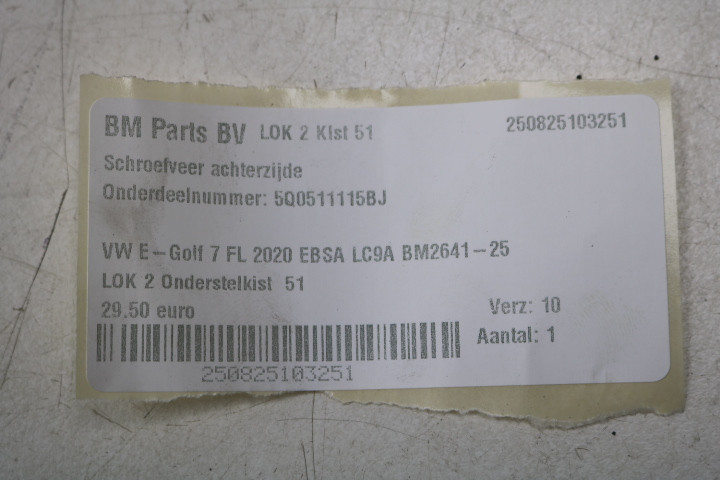 BM Parts BV LOK 2 Kist 51 250825103251
Schroefveer achterzijde
Onderdeelnummer: 5Q0511115BJ
VW E-Golf 7 FL 2020 EBSA LC9A BM2641-25
LOK 2 Onderstelkist 51
29.50 euro Verz: 10
Aantal: 1
250825103251